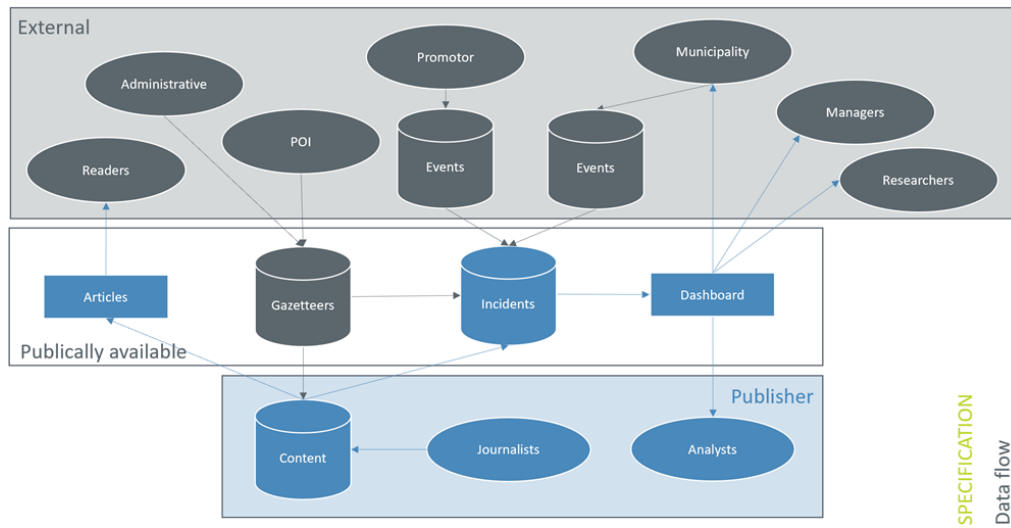 External
Promotor
Municipality
Administrative
Managers
POI
Events
Events
Readers
Researchers
Articles
Gazetteers
Incidents
Dashboard
Publically available
Publisher
Content
Journalists
Analysts
SPECIFICATION
Data flow